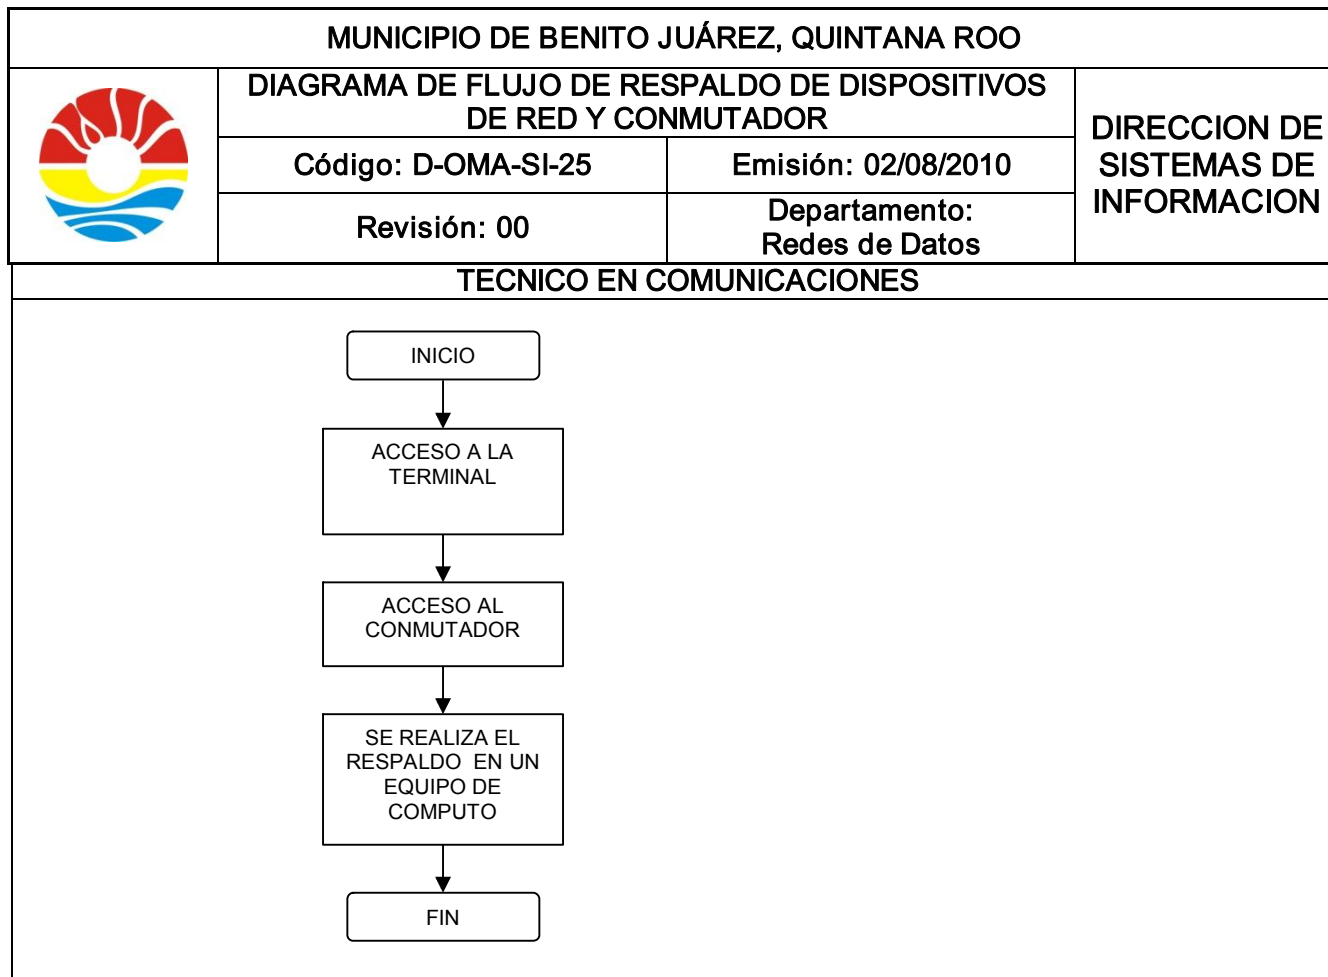 MUNICIPIO DE BENITO JUÁREZ, QUINTANA ROO
DIAGRAMA DE FLUJO DE RESPALDO DE DISPOSITIVOS
DE RED Y CONMUTADOR
Código: D-OMA-SI-25
Emisión: 02/08/2010
Revisión: 00
Departamento:
Redes de Datos
DIRECCION DE
SISTEMAS DE
INFORMACION
TECNICO EN COMUNICACIONES
INICIO
ACCESO A LA
TERMINAL
ACCESO AL
CONMUTADOR
SE REALIZA EL
RESPALDO EN UN
EQUIPO DE
COMPUTO
FIN